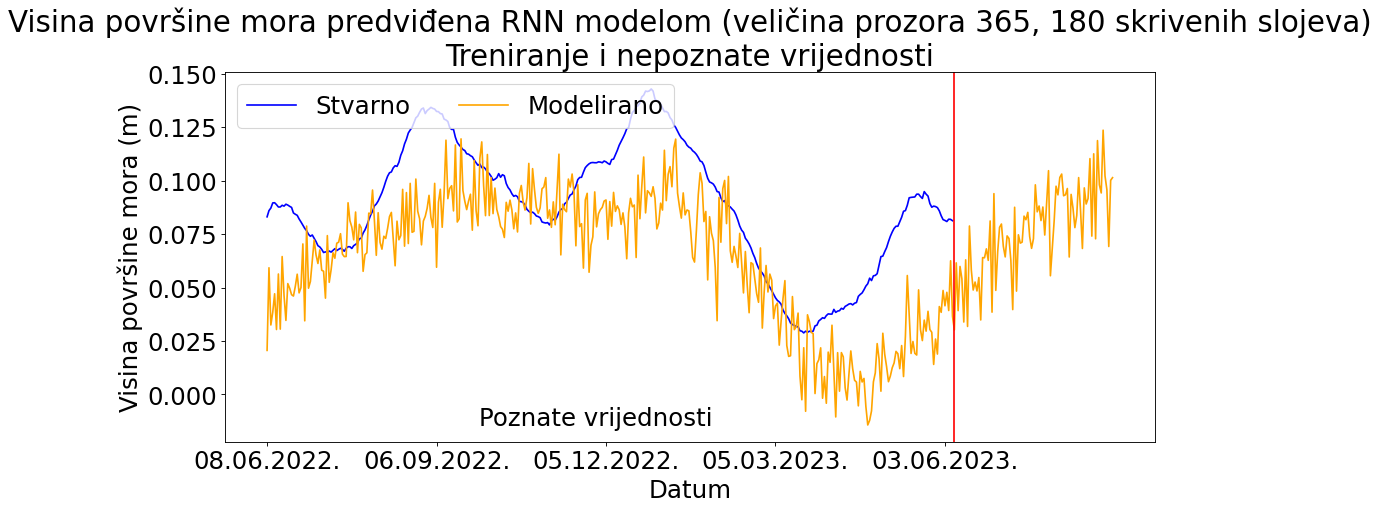 Visina površine mora predviđena RNN modelom (veličina prozora 365, 180 skrivenih slojeva)
Treniranje i nepoznate vrijednosti
Visina površine mora (m)
0.150
0.125
0.100
0.075
0.050
0.025
0.000
Stvarno Modelirano
Poznate vrijednosti
08.06.2022. 06.09.2022. 05.12.2022. 05.03.2023. 03.06.2023.
Datum